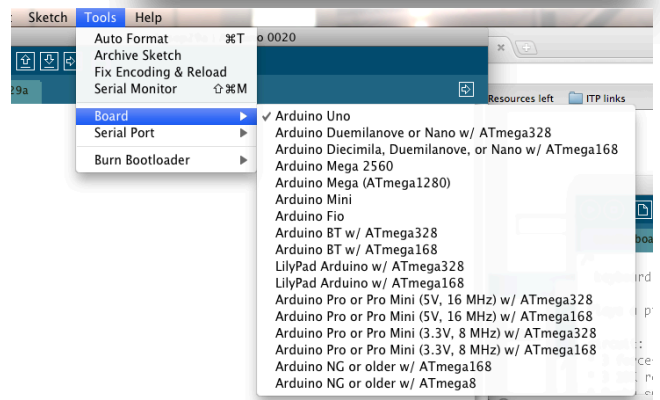 Sketch Tools Help
Auto Format ⌘T
Archive Sketch
Fix Encoding & Reload
Serial Monitor ⇧⌘M
Board
Serial Port
Burn Bootloader
o 0020
29a
Resources left ITP links
✓ Arduino Uno
Arduino Duemilanove or Nano w/ ATmega328
Arduino Diecimila, Duemilanove, or Nano w/ ATmega168
Arduino Mega 2560
Arduino Mega (ATmega1280)
Arduino Mini
Arduino Fio
Arduino BT w/ ATmega328
Arduino BT w/ ATmega168
LilyPad Arduino w/ ATmega328
LilyPad Arduino w/ ATmega168
Arduino Pro or Pro Mini (5V, 16 MHz) w/ ATmega328
Arduino Pro or Pro Mini (5V, 16 MHz) w/ ATmega168
Arduino Pro or Pro Mini (3.3V, 8 MHz) w/ ATmega328
Arduino Pro or Pro Mini (3.3V, 8 MHz) w/ ATmega168
Arduino NG or older w/ ATmega168
Arduino NG or older w/ ATmega8
boa